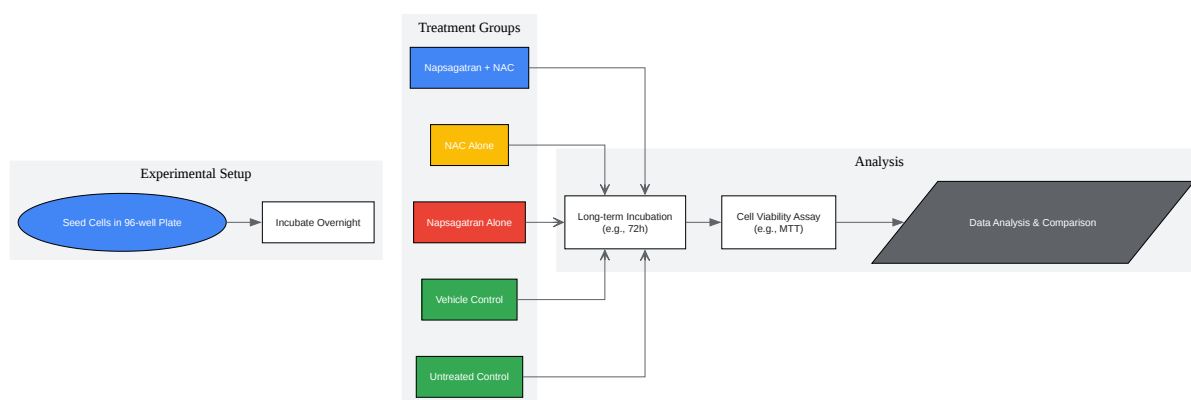 Experimental Setup
Seed Cells in 96-well Plate
Incubate Overnight
Treatment Groups
Napsagatran + NAC
NAC Alone
Napsagatran Alone
Vehicle Control
Untreated Control
Analysis
Long-term Incubation
(e.g., 72h)
Cell Viability Assay
(e.g., MTT)
Data Analysis & Comparison